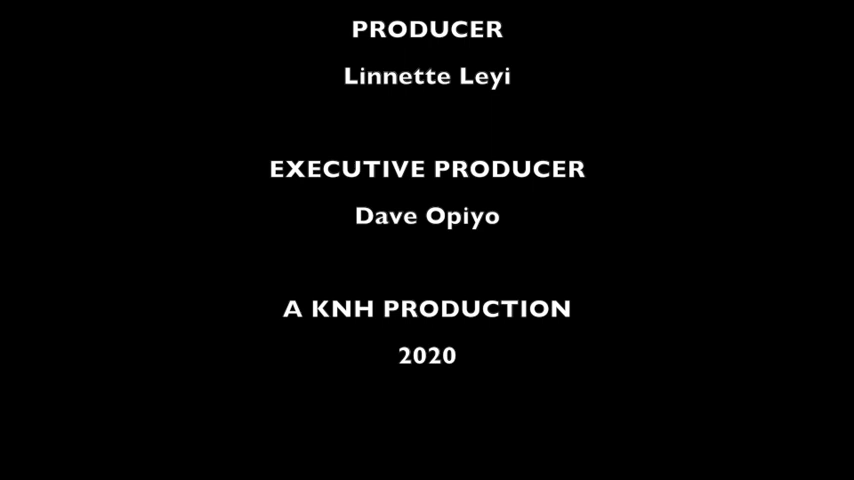 PRODUCER
Linnette Leyi
EXECUTIVE PRODUCER
Dave Opiyo
A KNH PRODUCTION
2020